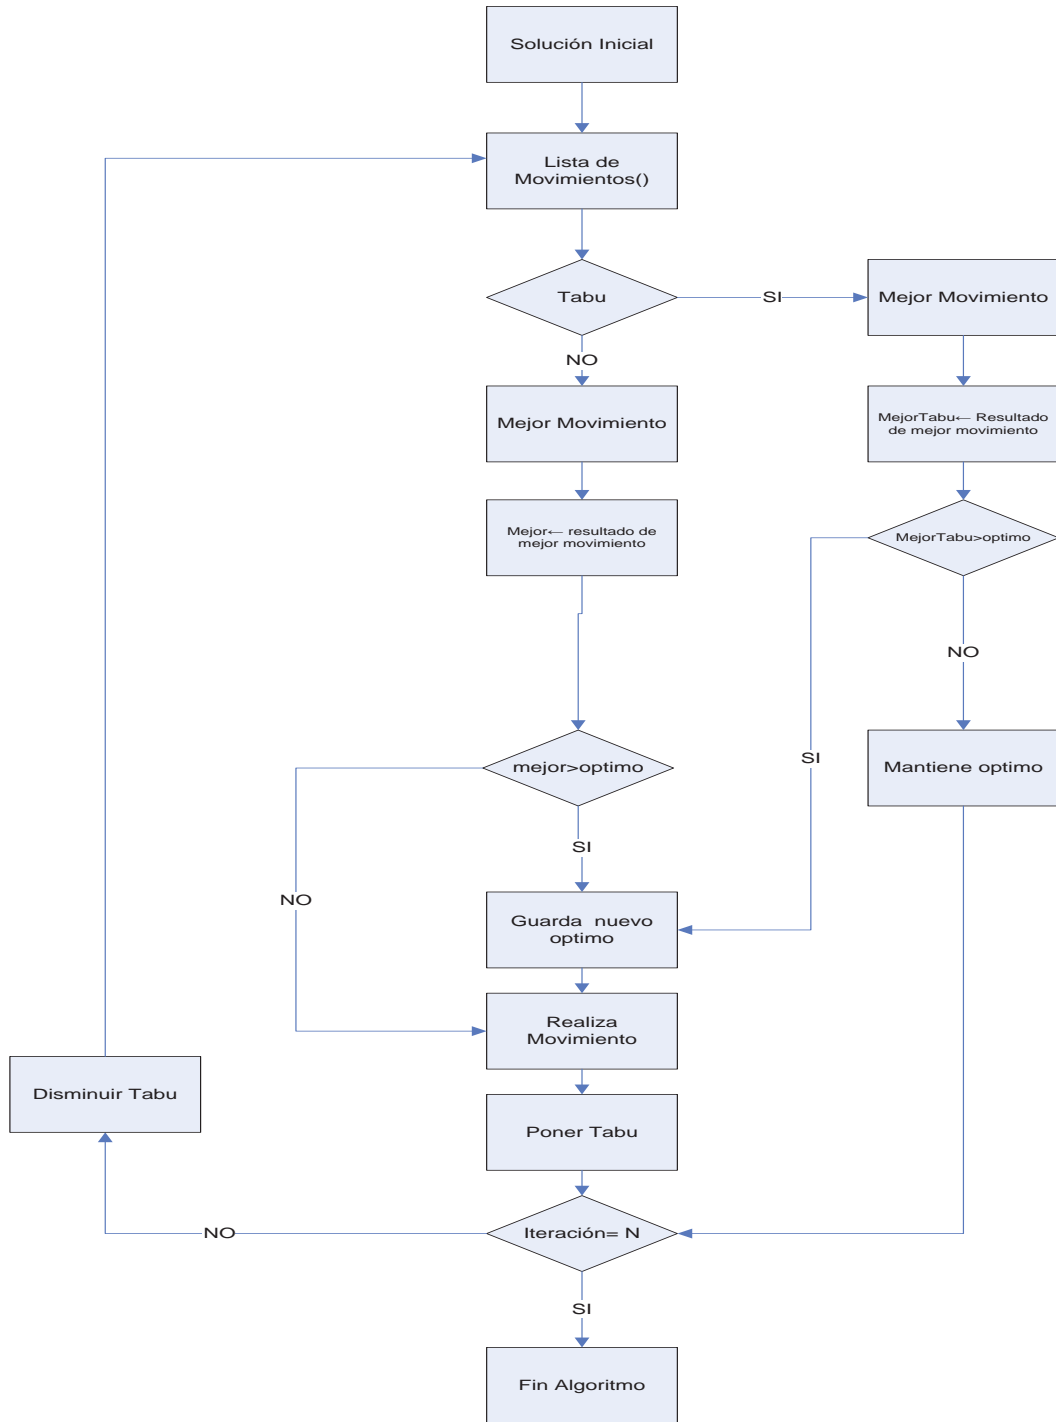 Solución Inicial
Lista de
Movimientos()
Tabu
SI
Mejor Movimiento
NO
Mejor Movimiento
MejorTabu← Resultado
de mejor movimiento
Mejor← resultado de
mejor movimiento
MejorTabu>optimo
NO
SI
mejor>optimo
Mantiene optimo
SI
NO
Guarda nuevo
optimo
Realiza
Movimiento
Disminuir Tabu
Poner Tabu
Iteración= N
NO
SI
Fin Algoritmo